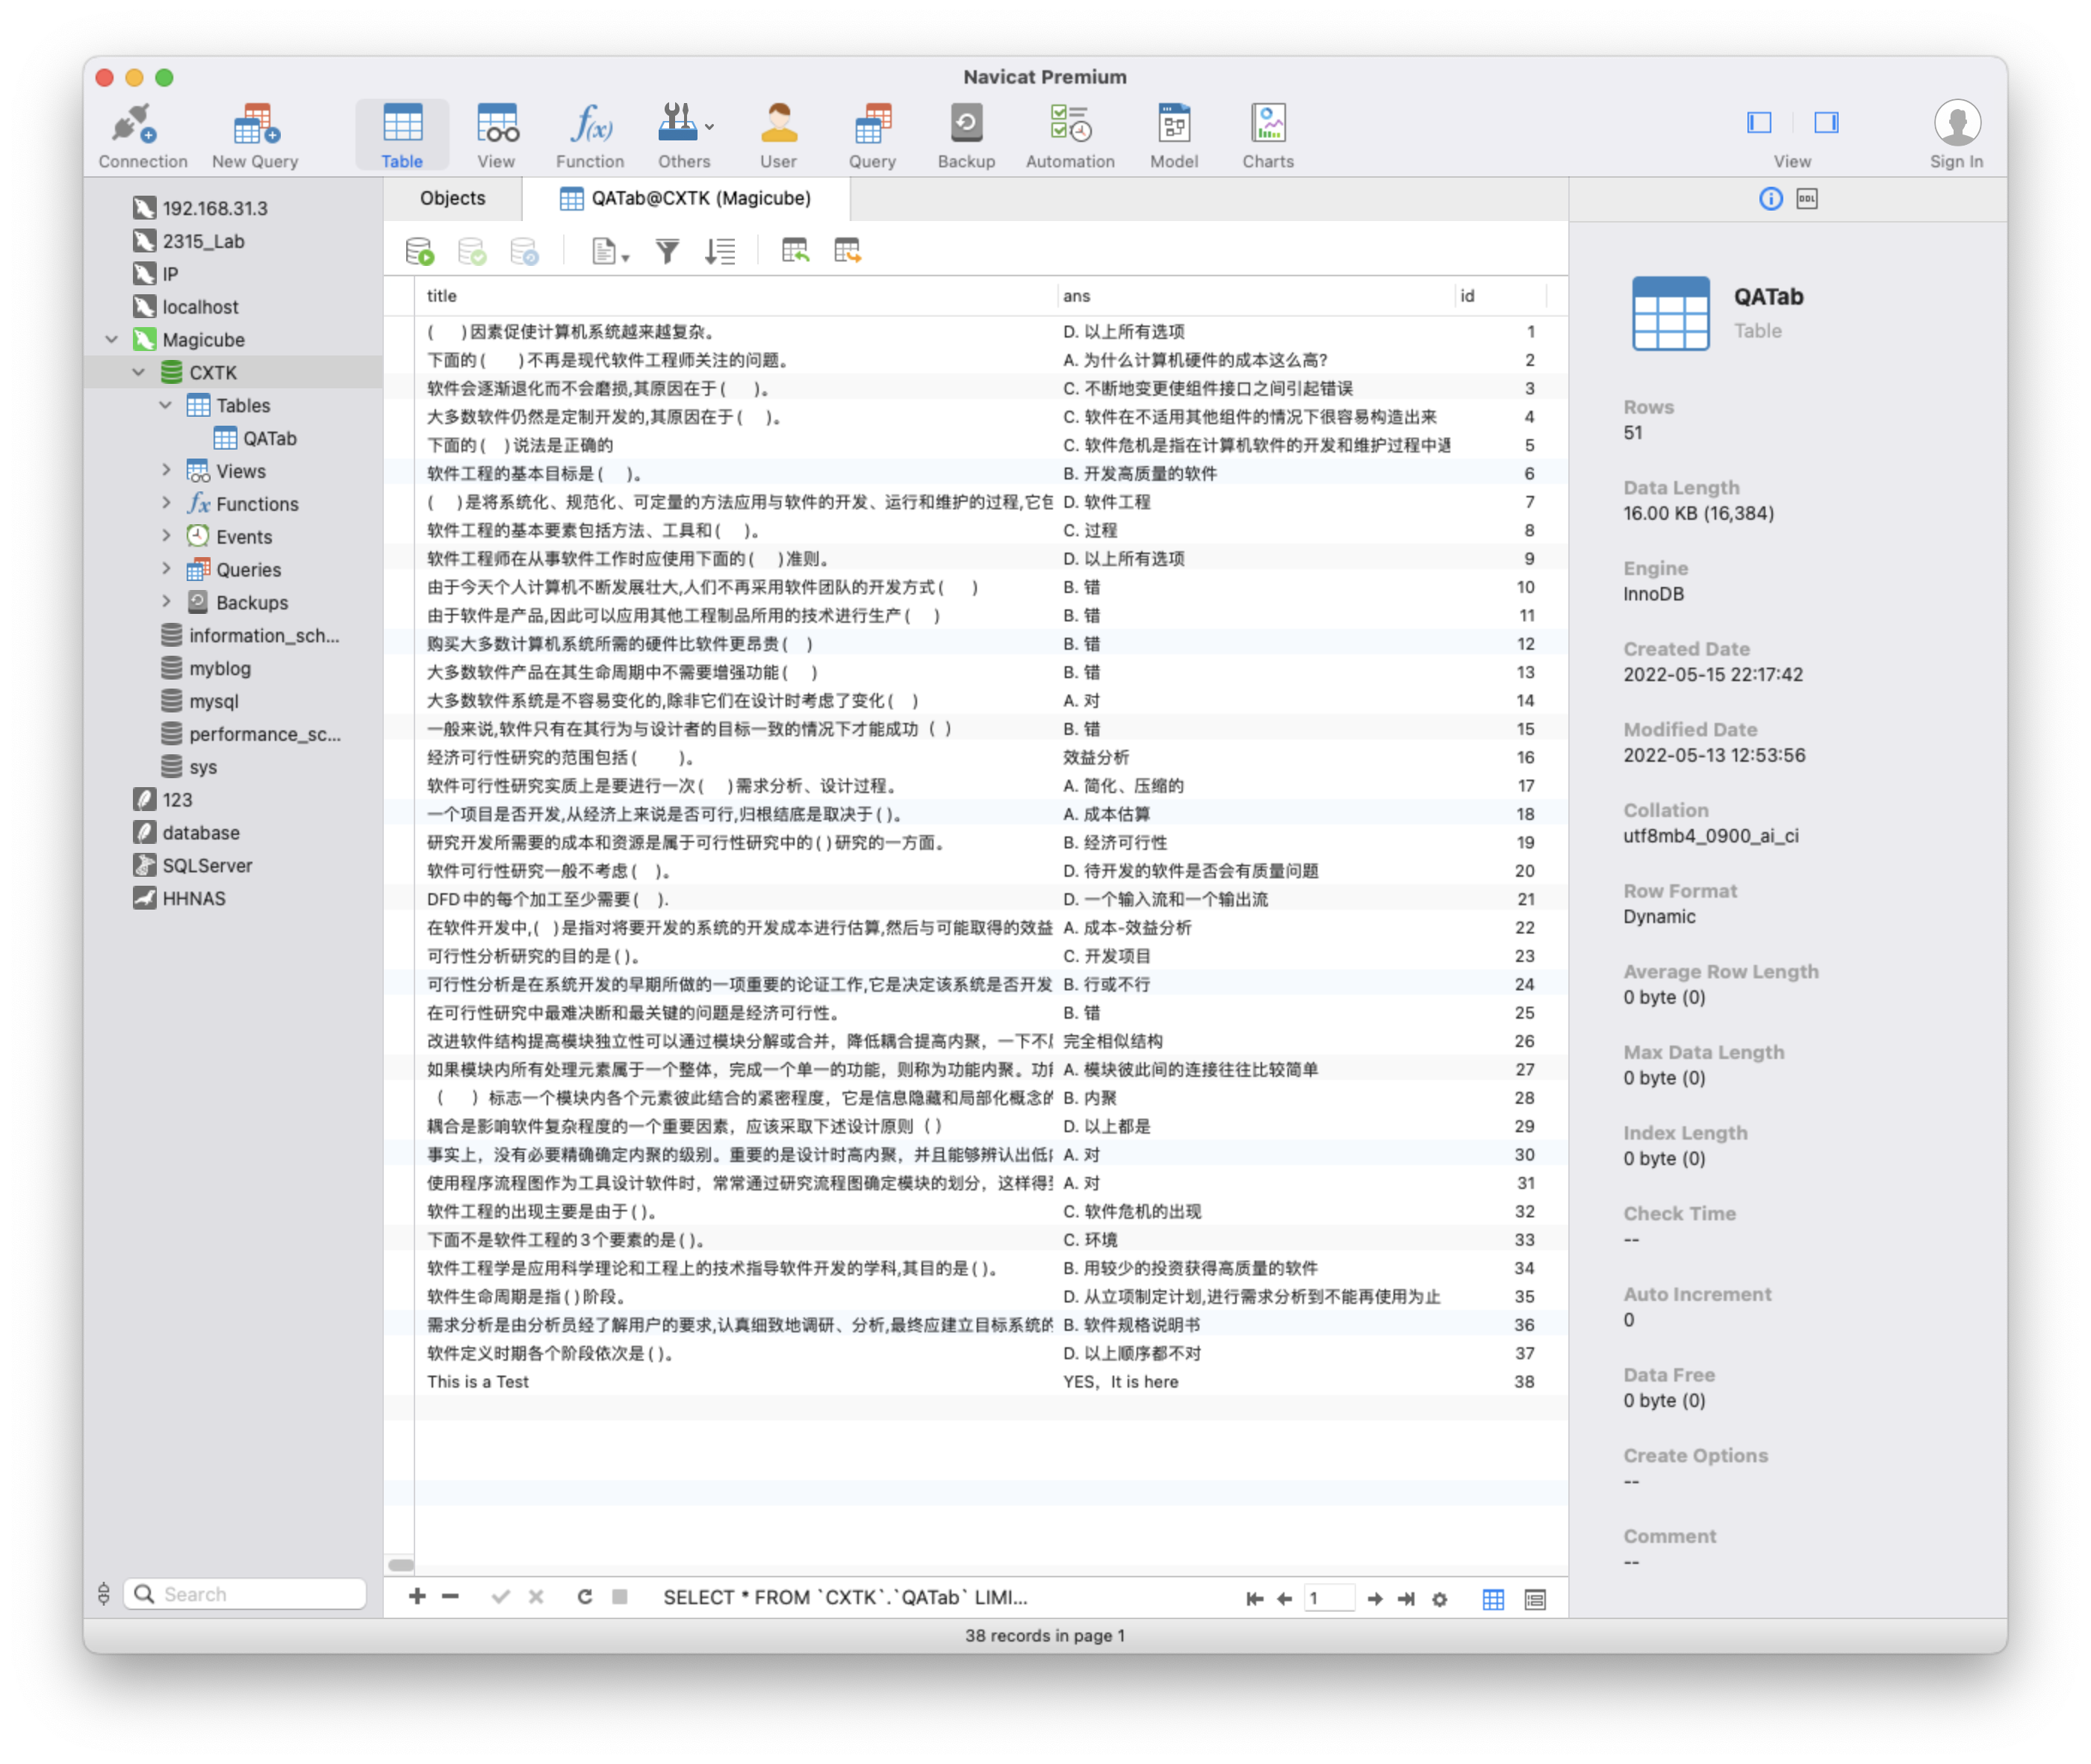 Navicat Premium
Connection New Query Table View Function Others User Query Backup Automation Model Charts View Sign In
192.168.31.3
2315_Lab
IP
localhost
Magicube
CXTK
Tables
QATab
Views
Functions
Events
Queries
Backups
information_sch...
myblog
mysql
performance_sc...
sys
123
database
SQLServer
HHNAS
Search
Objects QATab@CXTK (Magicube)
title ans id
( )因素促使计算机系统越来越复杂。 D. 以上所有选项 1
下面的( )不再是现代软件工程师关注的问题。 A. 为什么计算机硬件的成本这么高? 2
软件会逐渐退化而不会磨损,其原因在于( )。 C. 不断地变更使组件接口之间引起错误 3
大多数软件仍然是定制开发的,其原因在于( )。 C. 软件在不适用其他组件的情况下很容易构造出来 4
下面的( )说法是正确的 C. 软件危机是指在计算机软件的开发和维护过程中 5
软件工程的基本目标是( )。 B. 开发高质量的软件 6
( )是将系统化、规范化、可定量的方法应用与软件的开发、运行和维护的过程,它 D. 软件工程 7
软件工程的基本要素包括方法、工具和( )。 C. 过程 8
软件工程师在从事软件工作时应使用下面的( )准则。 D. 以上所有选项 9
由于今天个人计算机不断发展壮大,人们不再采用软件团队的开发方式( ) B. 错 10
由于软件是产品,因此可以应用其他工程制品所用的技术进行生产( ) B. 错 11
购买大多数计算机系统所需的硬件比软件更昂贵( ) B. 错 12
大多数软件产品在其生命周期中不需要增强功能( ) B. 错 13
大多数软件系统是不容易变化的,除非它们在设计时考虑了变化( ) A. 对 14
一般来说,软件只有在其行为与设计者的目标一致的情况下才能成功 ( ) B. 错 15
经济可行性研究的范围包括( )。 效益分析 16
软件可行性研究实质上是要进行一次( )需求分析、设计过程。 A. 简化、压缩的 17
一个项目是否开发,从经济上来说是否可行,归根结底是取决于()。 A. 成本估算 18
研究开发所需要的成本和资源是属于可行性研究中的()研究的一方面。 B. 经济可行性 19
软件可行性研究一般不考虑( )。 D. 待开发的软件是否会有质量问题 20
DFD中的每个加工至少需要( ). D. 一个输入流和一个输出流 21
在软件开发中,( )是指对将要开发的系统的开发成本进行估算,然后与可能取得的效益 A. 成本-效益分析 22
可行性分析研究的目的是()。 C. 开发项目 23
可行性分析是在系统开发的早期所做的一项重要的论证工作,它是决定该系统是否开发 B. 行或不行 24
在可行性研究中最难决断和最关键的问题是经济可行性。 B. 错 25
改进软件结构提高模块独立性可以通过模块分解或合并，降低耦合提高内聚，一下不 完全相似结构 26
如果模块内所有处理元素属于一个整体，完成一个单一的功能，则称为功能内聚。功 A. 模块彼此间的连接往往比较简单 27
( ）标志一个模块内各个元素彼此结合的紧密程度，它是信息隐藏和局部化概念的 B. 内聚 28
耦合是影响软件复杂程度的一个重要因素，应该采取下述设计原则 ( ) D. 以上都是 29
事实上，没有必要精确确定内聚的级别。重要的是设计时高内聚，并且能够辨认出低 A. 对 30
使用程序流程图作为工具设计软件时，常常通过研究流程图确定模块的划分，这样得 A. 对 31
软件工程的出现主要是由于()。 C. 软件危机的出现 32
下面不是软件工程的3个要素的是()。 C. 环境 33
软件工程学是应用科学理论和工程上的技术指导软件开发的学科,其目的是()。 B. 用较少的投资获得高质量的软件 34
软件生命周期是指()阶段。 D. 从立项制定计划,进行需求分析到不能再使用为止 35
需求分析是由分析员经了解用户的要求,认真细致地调研、分析,最终应建立目标系统的 B. 软件规格说明书 36
软件定义时期各个阶段依次是()。 D. 以上顺序都不对 37
This is a Test YES，It is here 38
SELECT * FROM `CXTK`.`QATab` LIMI... 1
38 records in page 1
DDL
QATab
Table
Rows
51
Data Length
16.00 KB (16,384)
Engine
InnoDB
Created Date
2022-05-15 22:17:42
Modified Date
2022-05-13 12:53:56
Collation
utf8mb4_0900_ai_ci
Row Format
Dynamic
Average Row Length
0 byte (0)
Max Data Length
0 byte (0)
Index Length
0 byte (0)
Check Time
--
Auto Increment
0
Data Free
0 byte (0)
Create Options
--
Comment
--